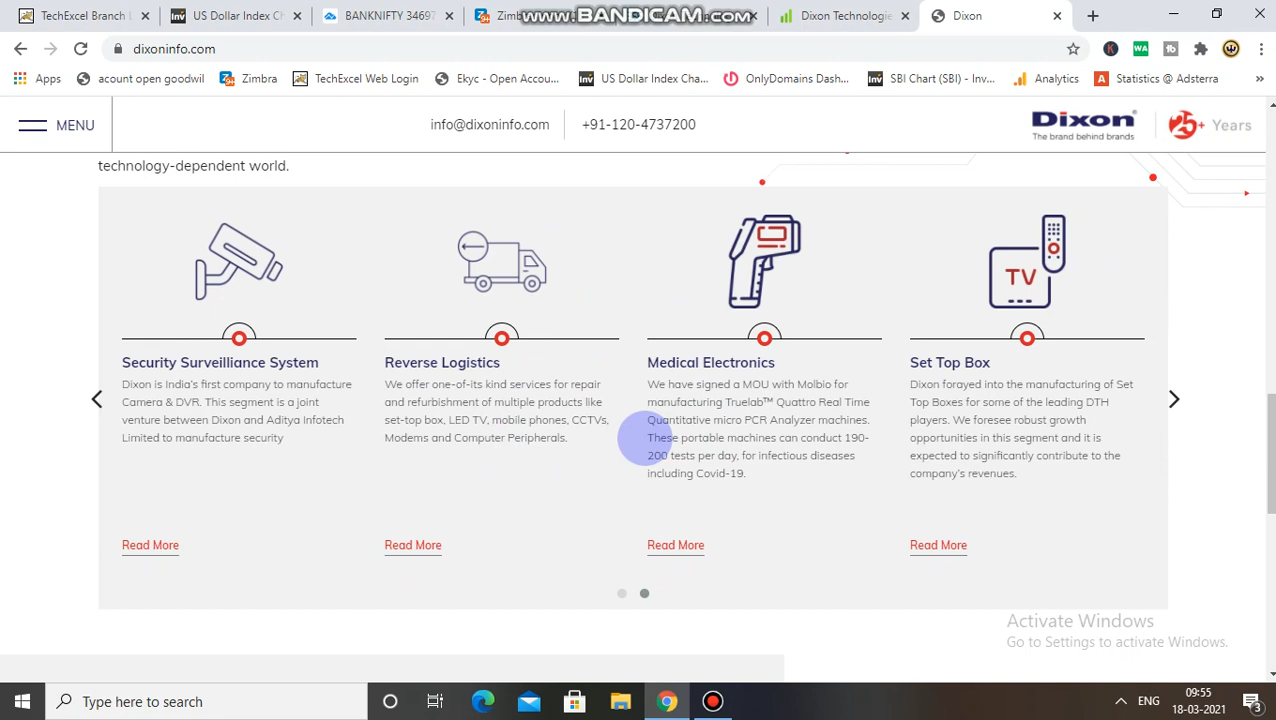 TechExcel Branch L
US Dollar Index Ch
BANKNIFTY 34697
Zimb
www.BANDICAM.com
Dixon Technologie
Dixon
dixoninfo.com
Apps acount open goodwil Zimbra TechExcel Web Login Ekyc - Open Accou... US Dollar Index Cha... OnlyDomains Dash... SBI Chart (SBI) - Inv... Analytics Statistics @ Adsterra »
MENU info@dixoninfo.com +91-120-4737200 Dixon
The brand behind brands
25+ Years
technology-dependent world.
TV
Security Surveilliance System
Dixon is India's first company to manufacture
Camera & DVR. This segment is a joint
venture between Dixon and Aditya Infotech
Limited to manufacture security
Read More
Reverse Logistics
We offer one-of-its kind services for repair
and refurbishment of multiple products like
set-top box, LED TV, mobile phones, CCTVs,
Modems and Computer Peripherals.
Read More
Medical Electronics
We have signed a MOU with Molbio for
manufacturing Truelab™ Quattro Real Time
Quantitative micro PCR Analyzer machines.
These portable machines can conduct 190-
200 tests per day, for infectious diseases
including Covid-19.
Read More
Set Top Box
Dixon forayed into the manufacturing of Set
Top Boxes for some of the leading DTH
players. We foresee robust growth
opportunities in this segment and it is
expected to significantly contribute to the
company's revenues.
Read More
Activate Windows
Go to Settings to activate Windows.
Type here to search
ENG
09:55
18-03-2021
3